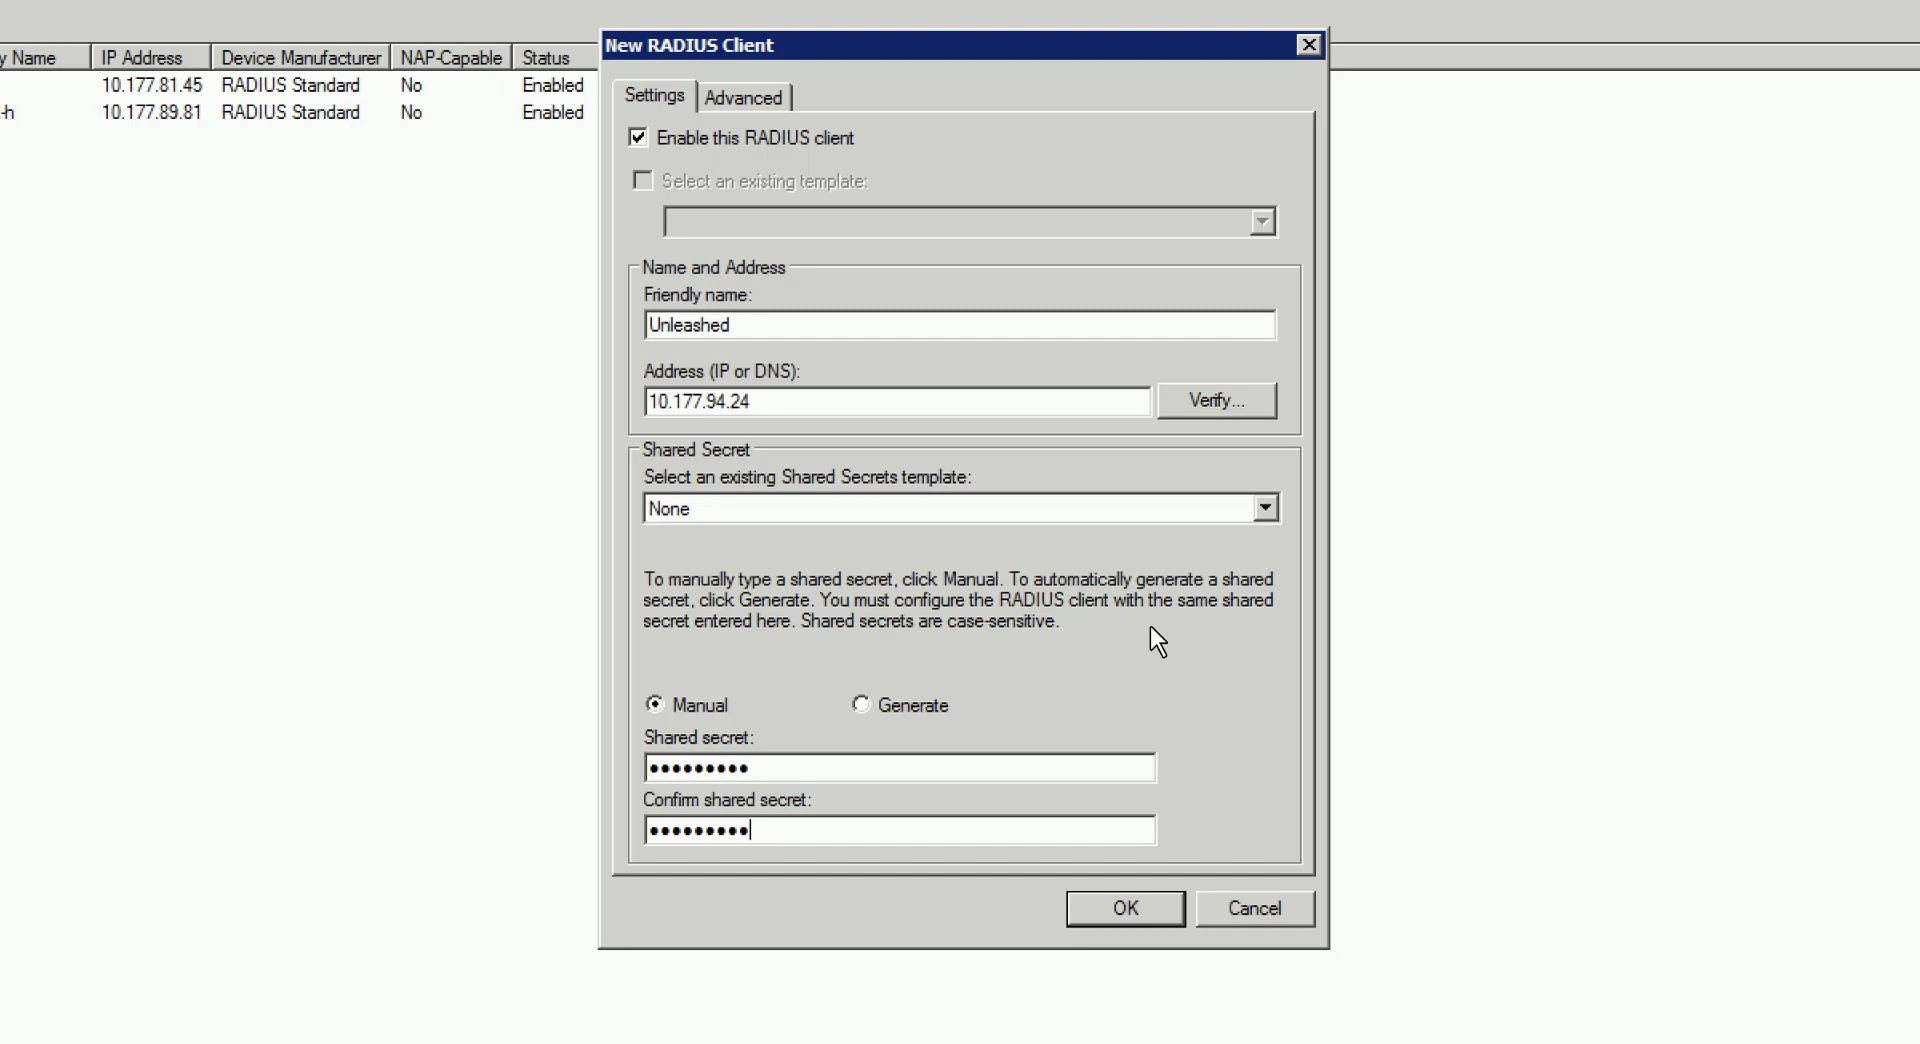 New RADIUS Client
y Name IP Address Device Manufacturer NAP-Capable Status
10.177.81.45 RADIUS Standard No Enabled
-h 10.177.89.81 RADIUS Standard No Enabled
Settings Advanced
Enable this RADIUS client
Select an existing template:
Name and Address
Friendly name:
Unleashed
Address (IP or DNS):
10.177.94.24 Verify...
Shared Secret
Select an existing Shared Secrets template:
None
To manually type a shared secret, click Manual. To automatically generate a shared
secret, click Generate. You must configure the RADIUS client with the same shared
secret entered here. Shared secrets are case-sensitive.
Manual Generate
Shared secret:
●●●●●●●●●
Confirm shared secret:
●●●●●●●●●
OK Cancel